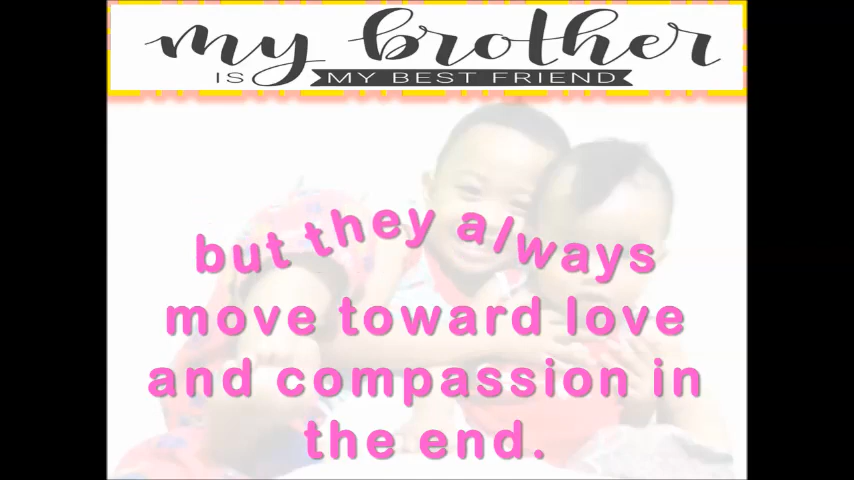 my brother
IS MY BEST FRIEND
but they always
move toward love
and compassion in
the end.